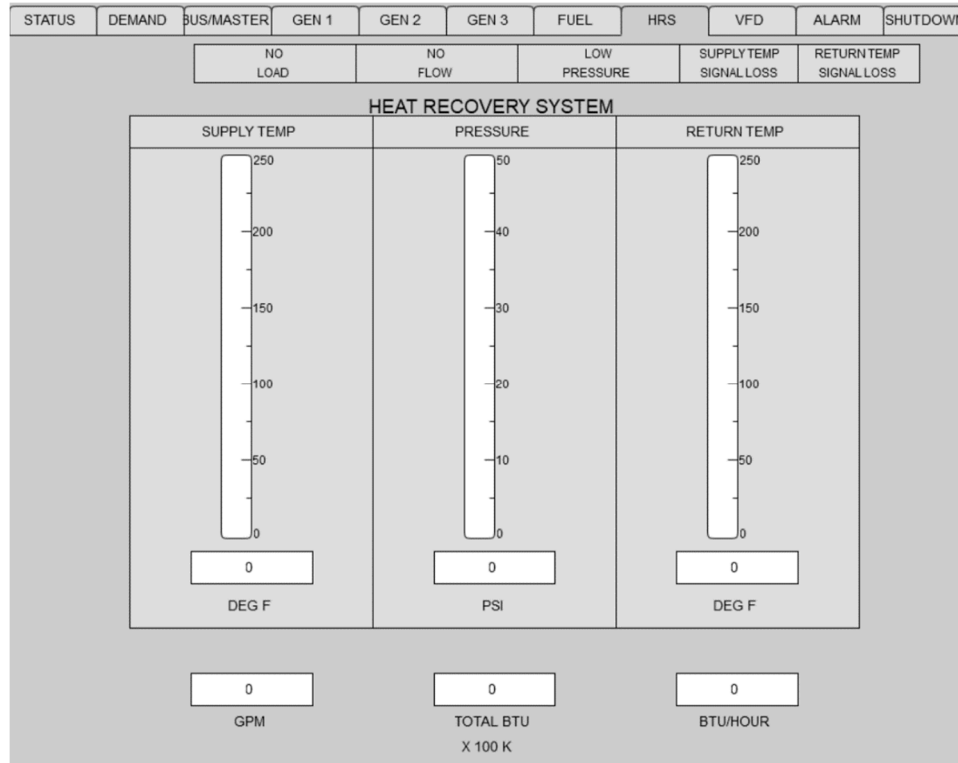 STATUS DEMAND BUS/MASTER GEN 1 GEN 2 GEN 3 FUEL HRS VFD ALARM SHUTDOWN
NO LOAD
NO FLOW
LOW PRESSURE
SUPPLY TEMP SIGNAL LOSS
RETURN TEMP SIGNAL LOSS
HEAT RECOVERY SYSTEM
SUPPLY TEMP PRESSURE RETURN TEMP
250 50 250
200 40 200
150 30 150
100 20 100
50 10 50
0 0 0
0 0 0
DEG F PSI DEG F
0 0 0
GPM TOTAL BTU BTU/HOUR
X 100 K